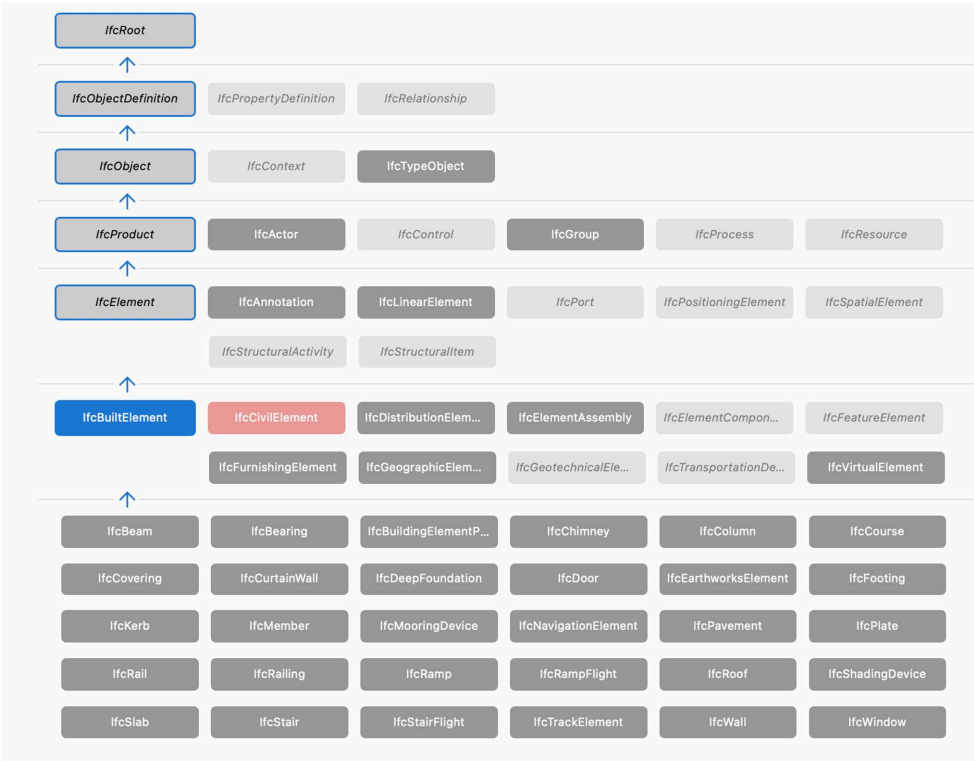 IfcRoot
IfcObjectDefinition IfcPropertyDefinition IfcRelationship
IfcObject IfcContext IfcTypeObject
IfcProduct IfcActor IfcControl IfcGroup IfcProcess IfcResource
IfcElement IfcAnnotation IfcLinearElement IfcPort IfcPositioningElement IfcSpatialElement
IfcStructuralActivity IfcStructuralItem
IfcBuiltElement IfcCivilElement IfcDistributionElem... IfcElementAssembly IfcElementCompon... IfcFeatureElement
IfcFurnishingElement IfcGeographicElem... IfcGeotechnicalEle... IfcTransportationDe... IfcVirtualElement
IfcBeam IfcBearing IfcBuildingElementP... IfcChimney IfcColumn IfcCourse
IfcCovering IfcCurtainWall IfcDeepFoundation IfcDoor IfcEarthworksElement IfcFooting
IfcKerb IfcMember IfcMooringDevice IfcNavigationElement IfcPavement IfcPlate
IfcRail IfcRailing IfcRamp IfcRampFlight IfcRoof IfcShadingDevice
IfcSlab IfcStair IfcStairFlight IfcTrackElement IfcWall IfcWindow